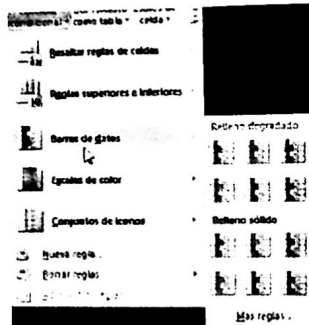 como tabla celda
Resaltar reglas de celdas
Reglas superiores e inferiores
Barras de datos
Escalas de color
Conjuntos de iconos
Nueva regla...
Borrar reglas
Relleno degradado
Relleno sólido
Más reglas...